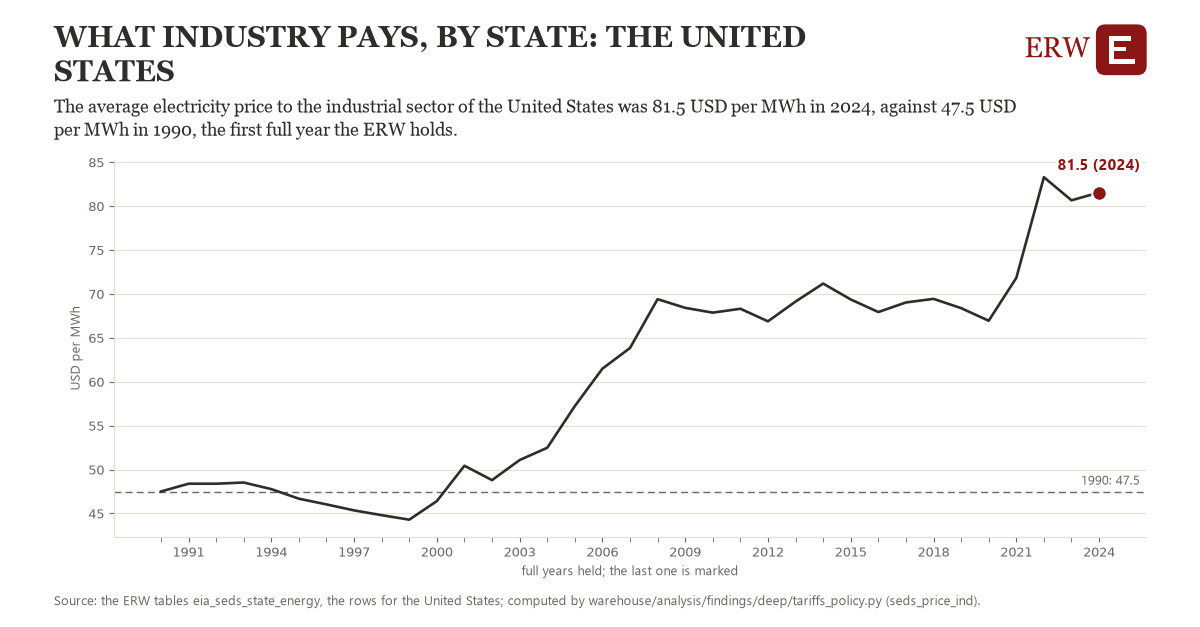 WHAT INDUSTRY PAYS, BY STATE: THE UNITED
STATES
ERW E
The average electricity price to the industrial sector of the United States was 81.5 USD per MWh in 2024, against 47.5 USD
per MWh in 1990, the first full year the ERW holds.
85
81.5 (2024)
80
75
70
65
USD per MWh
60
55
50
1990: 47.5
45
1991 1994 1997 2000 2003 2006 2009 2012 2015 2018 2021 2024
full years held; the last one is marked
Source: the ERW tables eia_seds_state_energy, the rows for the United States; computed by warehouse/analysis/findings/deep/tariffs_policy.py (seds_price_ind).